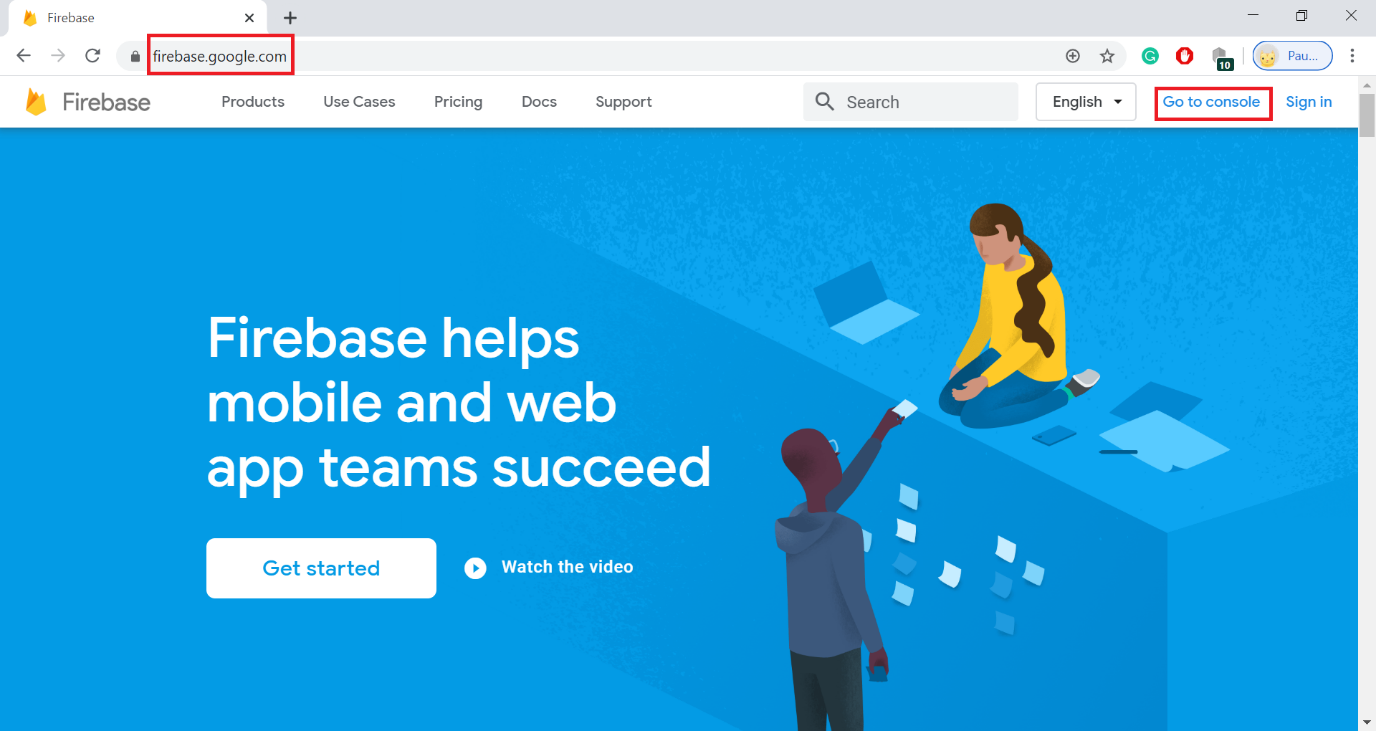 Firebase
firebase.google.com
10
Pau...
Firebase Products Use Cases Pricing Docs Support Search English Go to console Sign in
Firebase helps
mobile and web
app teams succeed
Get started Watch the video